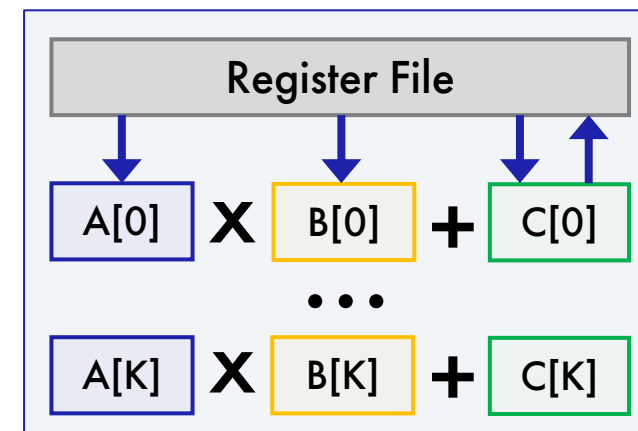 Register File
A[0] X B[0] + C[0]
•••
A[K] X B[K] + C[K]